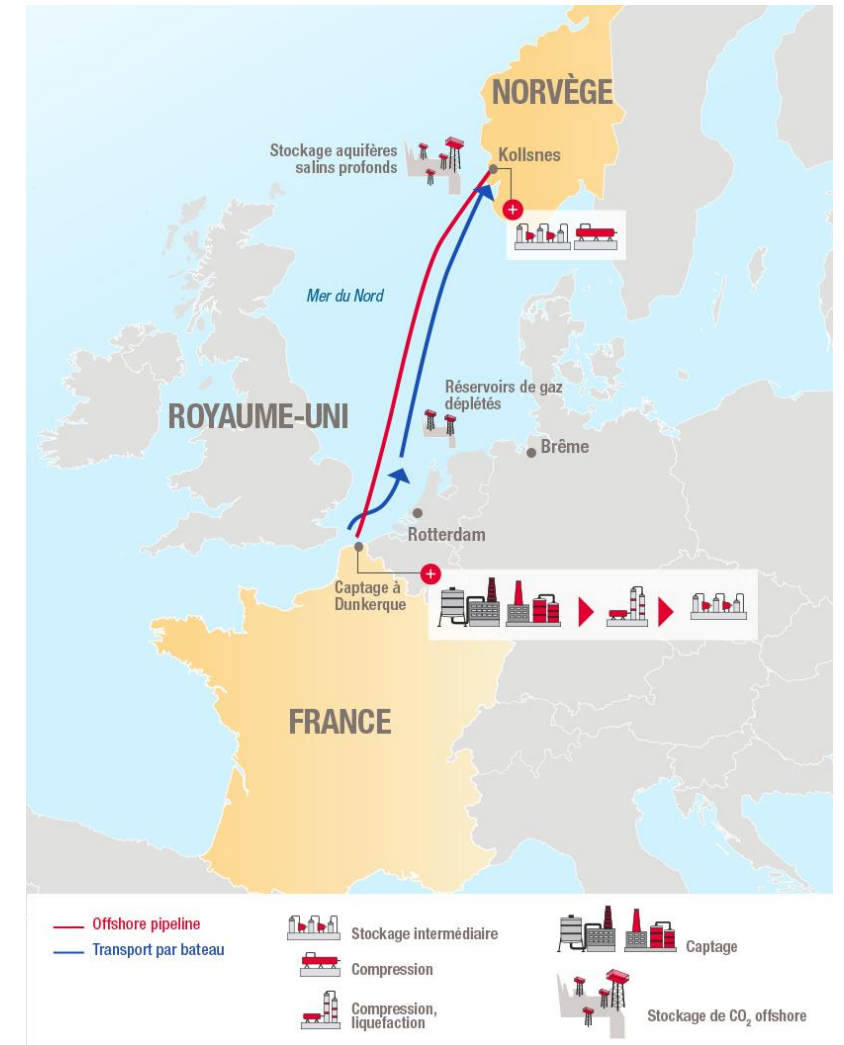 NORVÈGE
Stockage aquifères
salins profonds
Kollsnes
+
Mer du Nord
Réservoirs de gaz
déplétés
ROYAUME-UNI
Brême
Rotterdam
Captage à
Dunkerque
+
FRANCE
Offshore pipeline
Transport par bateau
Stockage intermédiaire
Compression
Compression,
liquefaction
Captage
Stockage de CO₂ offshore